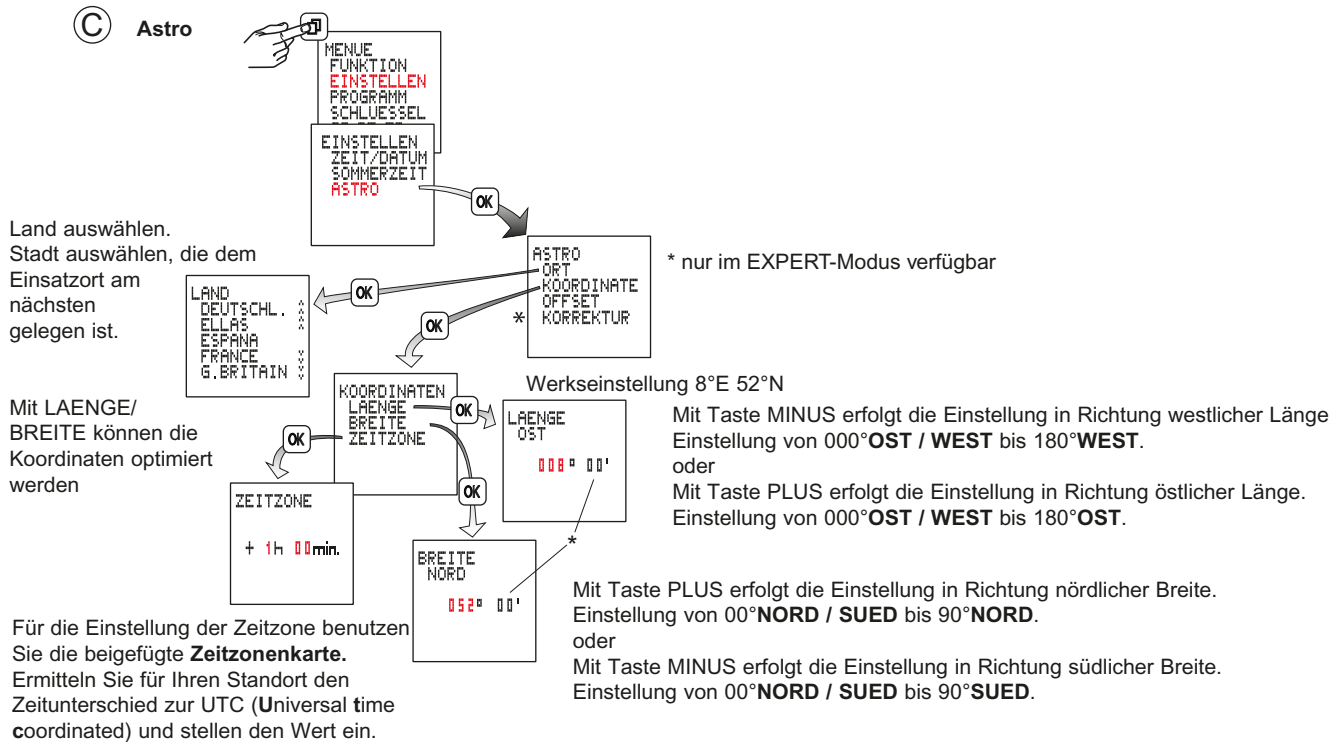 C Astro
MENUE
FUNKTION
EINSTELLEN
PROGRAMM
SCHLUESSEL
EINSTELLEN
ZEIT/DATUM
SOMMERZEIT
ASTRO
OK
Land auswählen.
Stadt auswählen, die dem
Einsatzort am
nächsten
gelegen ist.
LAND
DEUTSCHL.
ELLAS
ESPANA
FRANCE
G.BRITAIN
OK
ASTRO
ORT
KOORDINATE
OFFSET
* KORREKTUR
* nur im EXPERT-Modus verfügbar
OK
Mit LAENGE/
BREITE können die
Koordinaten optimiert
werden
KOORDINATEN
LAENGE
BREITE
ZEITZONE
OK
OK
OK
Werkseinstellung 8°E 52°N
LAENGE
OST
008° 00'
*
Mit Taste MINUS erfolgt die Einstellung in Richtung westlicher Länge
Einstellung von 000°OST / WEST bis 180°WEST.
oder
Mit Taste PLUS erfolgt die Einstellung in Richtung östlicher Länge.
Einstellung von 000°OST / WEST bis 180°OST.
ZEITZONE
+ 1h 00min.
BREITE
NORD
052° 00'
Mit Taste PLUS erfolgt die Einstellung in Richtung nördlicher Breite.
Einstellung von 00°NORD / SUED bis 90°NORD.
oder
Mit Taste MINUS erfolgt die Einstellung in Richtung südlicher Breite.
Einstellung von 00°NORD / SUED bis 90°SUED.
Für die Einstellung der Zeitzone benutzen
Sie die beigefügte Zeitzonenkarte.
Ermitteln Sie für Ihren Standort den
Zeitunterschied zur UTC (Universal time
coordinated) und stellen den Wert ein.